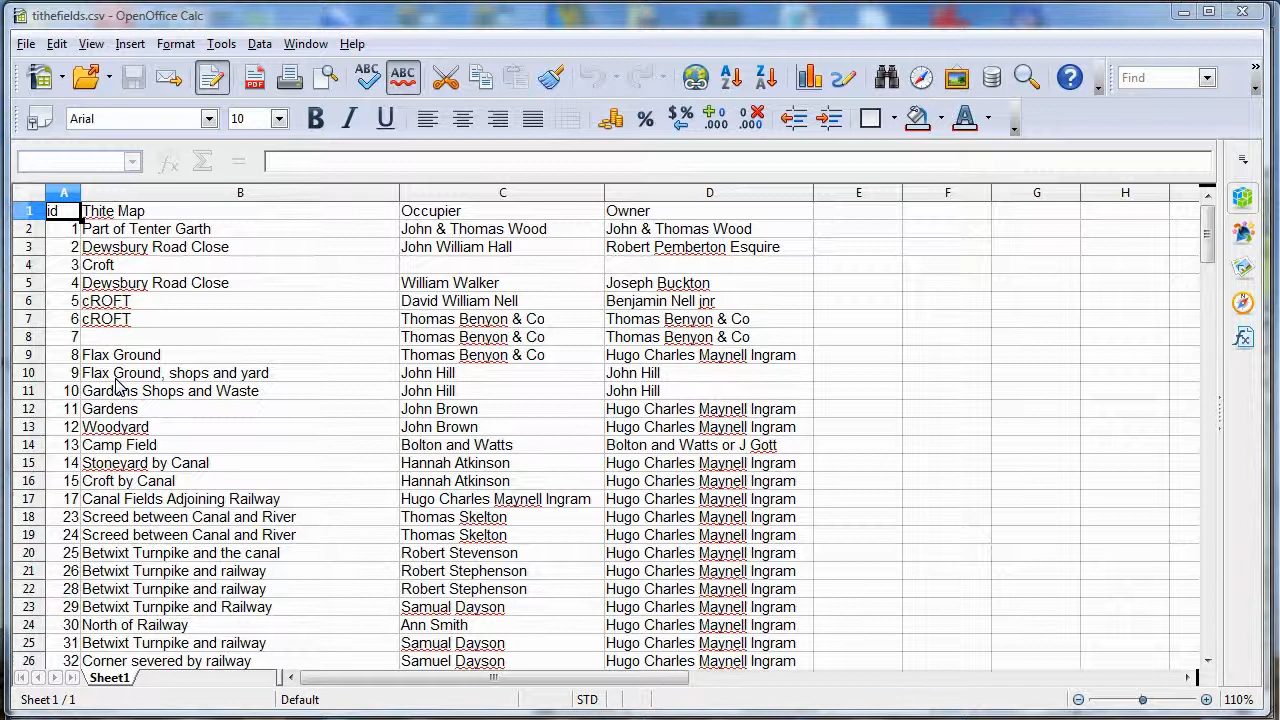 tithefields.csv - OpenOffice Calc
File Edit View Insert Format Tools Data Window Help
PDF ABC ABC A Z Z A Find
Arial 10 B I U % $% .000 .000 A
fx Σ =
A B C D E F G H
1 id Thite Map Occupier Owner
2 1 Part of Tenter Garth John & Thomas Wood John & Thomas Wood
3 2 Dewsbury Road Close John William Hall Robert Pemberton Esquire
4 3 Croft
5 4 Dewsbury Road Close William Walker Joseph Buckton
6 5 cROFT David William Nell Benjamin Nell jnr
7 6 cROFT Thomas Benyon & Co Thomas Benyon & Co
8 7 Thomas Benyon & Co Thomas Benyon & Co
9 8 Flax Ground Thomas Benyon & Co Hugo Charles Maynell Ingram
10 9 Flax Ground, shops and yard John Hill John Hill
11 10 Gardens Shops and Waste John Hill John Hill
12 11 Gardens John Brown Hugo Charles Maynell Ingram
13 12 Woodyard John Brown Hugo Charles Maynell Ingram
14 13 Camp Field Bolton and Watts Bolton and Watts or J Gott
15 14 Stoneyard by Canal Hannah Atkinson Hugo Charles Maynell Ingram
16 15 Croft by Canal Hannah Atkinson Hugo Charles Maynell Ingram
17 17 Canal Fields Adjoining Railway Hugo Charles Maynell Ingram Hugo Charles Maynell Ingram
18 23 Screed between Canal and River Thomas Skelton Hugo Charles Maynell Ingram
19 24 Screed between Canal and River Thomas Skelton Hugo Charles Maynell Ingram
20 25 Betwixt Turnpike and the canal Robert Stevenson Hugo Charles Maynell Ingram
21 26 Betwixt Turnpike and railway Robert Stephenson Hugo Charles Maynell Ingram
22 28 Betwixt Turnpike and railway Robert Stephenson Hugo Charles Maynell Ingram
23 29 Betwixt Turnpike and Railway Samual Dayson Hugo Charles Maynell Ingram
24 30 North of Railway Ann Smith Hugo Charles Maynell Ingram
25 31 Betwixt Turnpike and railway Samual Dayson Hugo Charles Maynell Ingram
26 32 Corner severed by railway Samuel Dayson Hugo Charles Maynell Ingram
Sheet1
Sheet 1 / 1 Default STD 110%